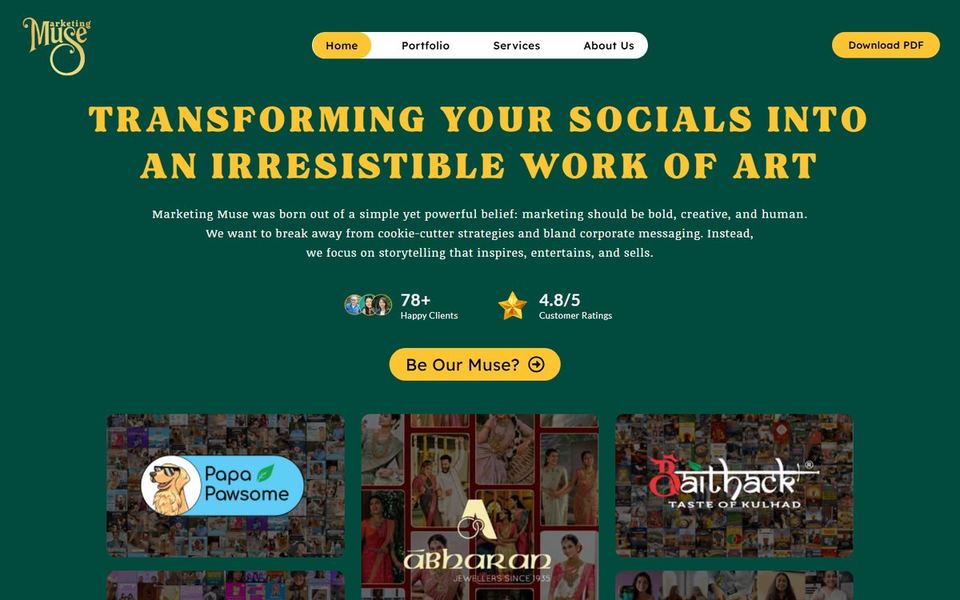 Marketing
Muse
Home
Portfolio
Services
About Us
Download PDF
TRANSFORMING YOUR SOCIALS INTO
AN IRRESISTIBLE WORK OF ART
Marketing Muse was born out of a simple yet powerful belief: marketing should be bold, creative, and human.
We want to break away from cookie-cutter strategies and bland corporate messaging. Instead,
we focus on storytelling that inspires, entertains, and sells.
78+
Happy Clients
4.8/5
Customer Ratings
Be Our Muse?
Papa
Pawsome
ābharan
JEWELLERS SINCE 1935
Baithack®
TASTE OF KULHAD